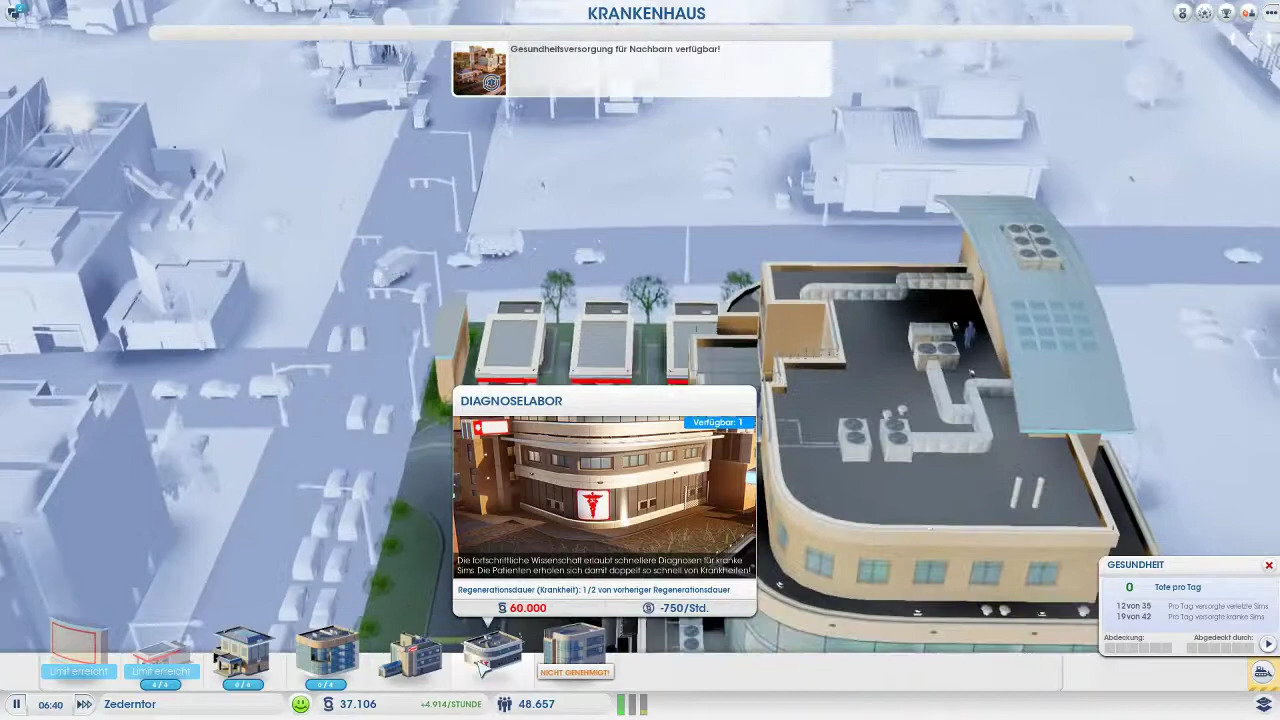 KRANKENHAUS
Gesundheitsversorgung für Nachbarn verfügbar!
DIAGNOSELABOR
Verfügbar: 1
Die fortschrittliche Wissenschaft erlaubt schnellere Diagnosen für kranke
Sims. Die Patienten erholen sich damit doppelt so schnell von Krankheiten!
Regenerationsdauer (Krankheit): 1/2 von vorheriger Regenerationsdauer
60.000
-750/Std.
GESUNDHEIT
0 Tote pro Tag
12 von 35 Pro Tag versorgte verletzte Sims
19 von 42 Pro Tag versorgte kranke Sims
Abdeckung: Abgedeckt durch:
Limit erreicht
Limit erreicht
NICHT GENEHMIGT!
4/4
0/4
0/4
06:40
Zederntor
37.106
+4.914/STUNDE
48.657